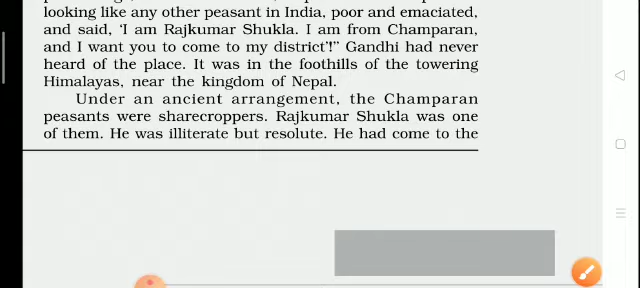 looking like any other peasant in India, poor and emaciated,
and said, ‘I am Rajkumar Shukla. I am from Champaran,
and I want you to come to my district’!” Gandhi had never
heard of the place. It was in the foothills of the towering
Himalayas, near the kingdom of Nepal.
Under an ancient arrangement, the Champaran
peasants were sharecroppers. Rajkumar Shukla was one
of them. He was illiterate but resolute. He had come to the